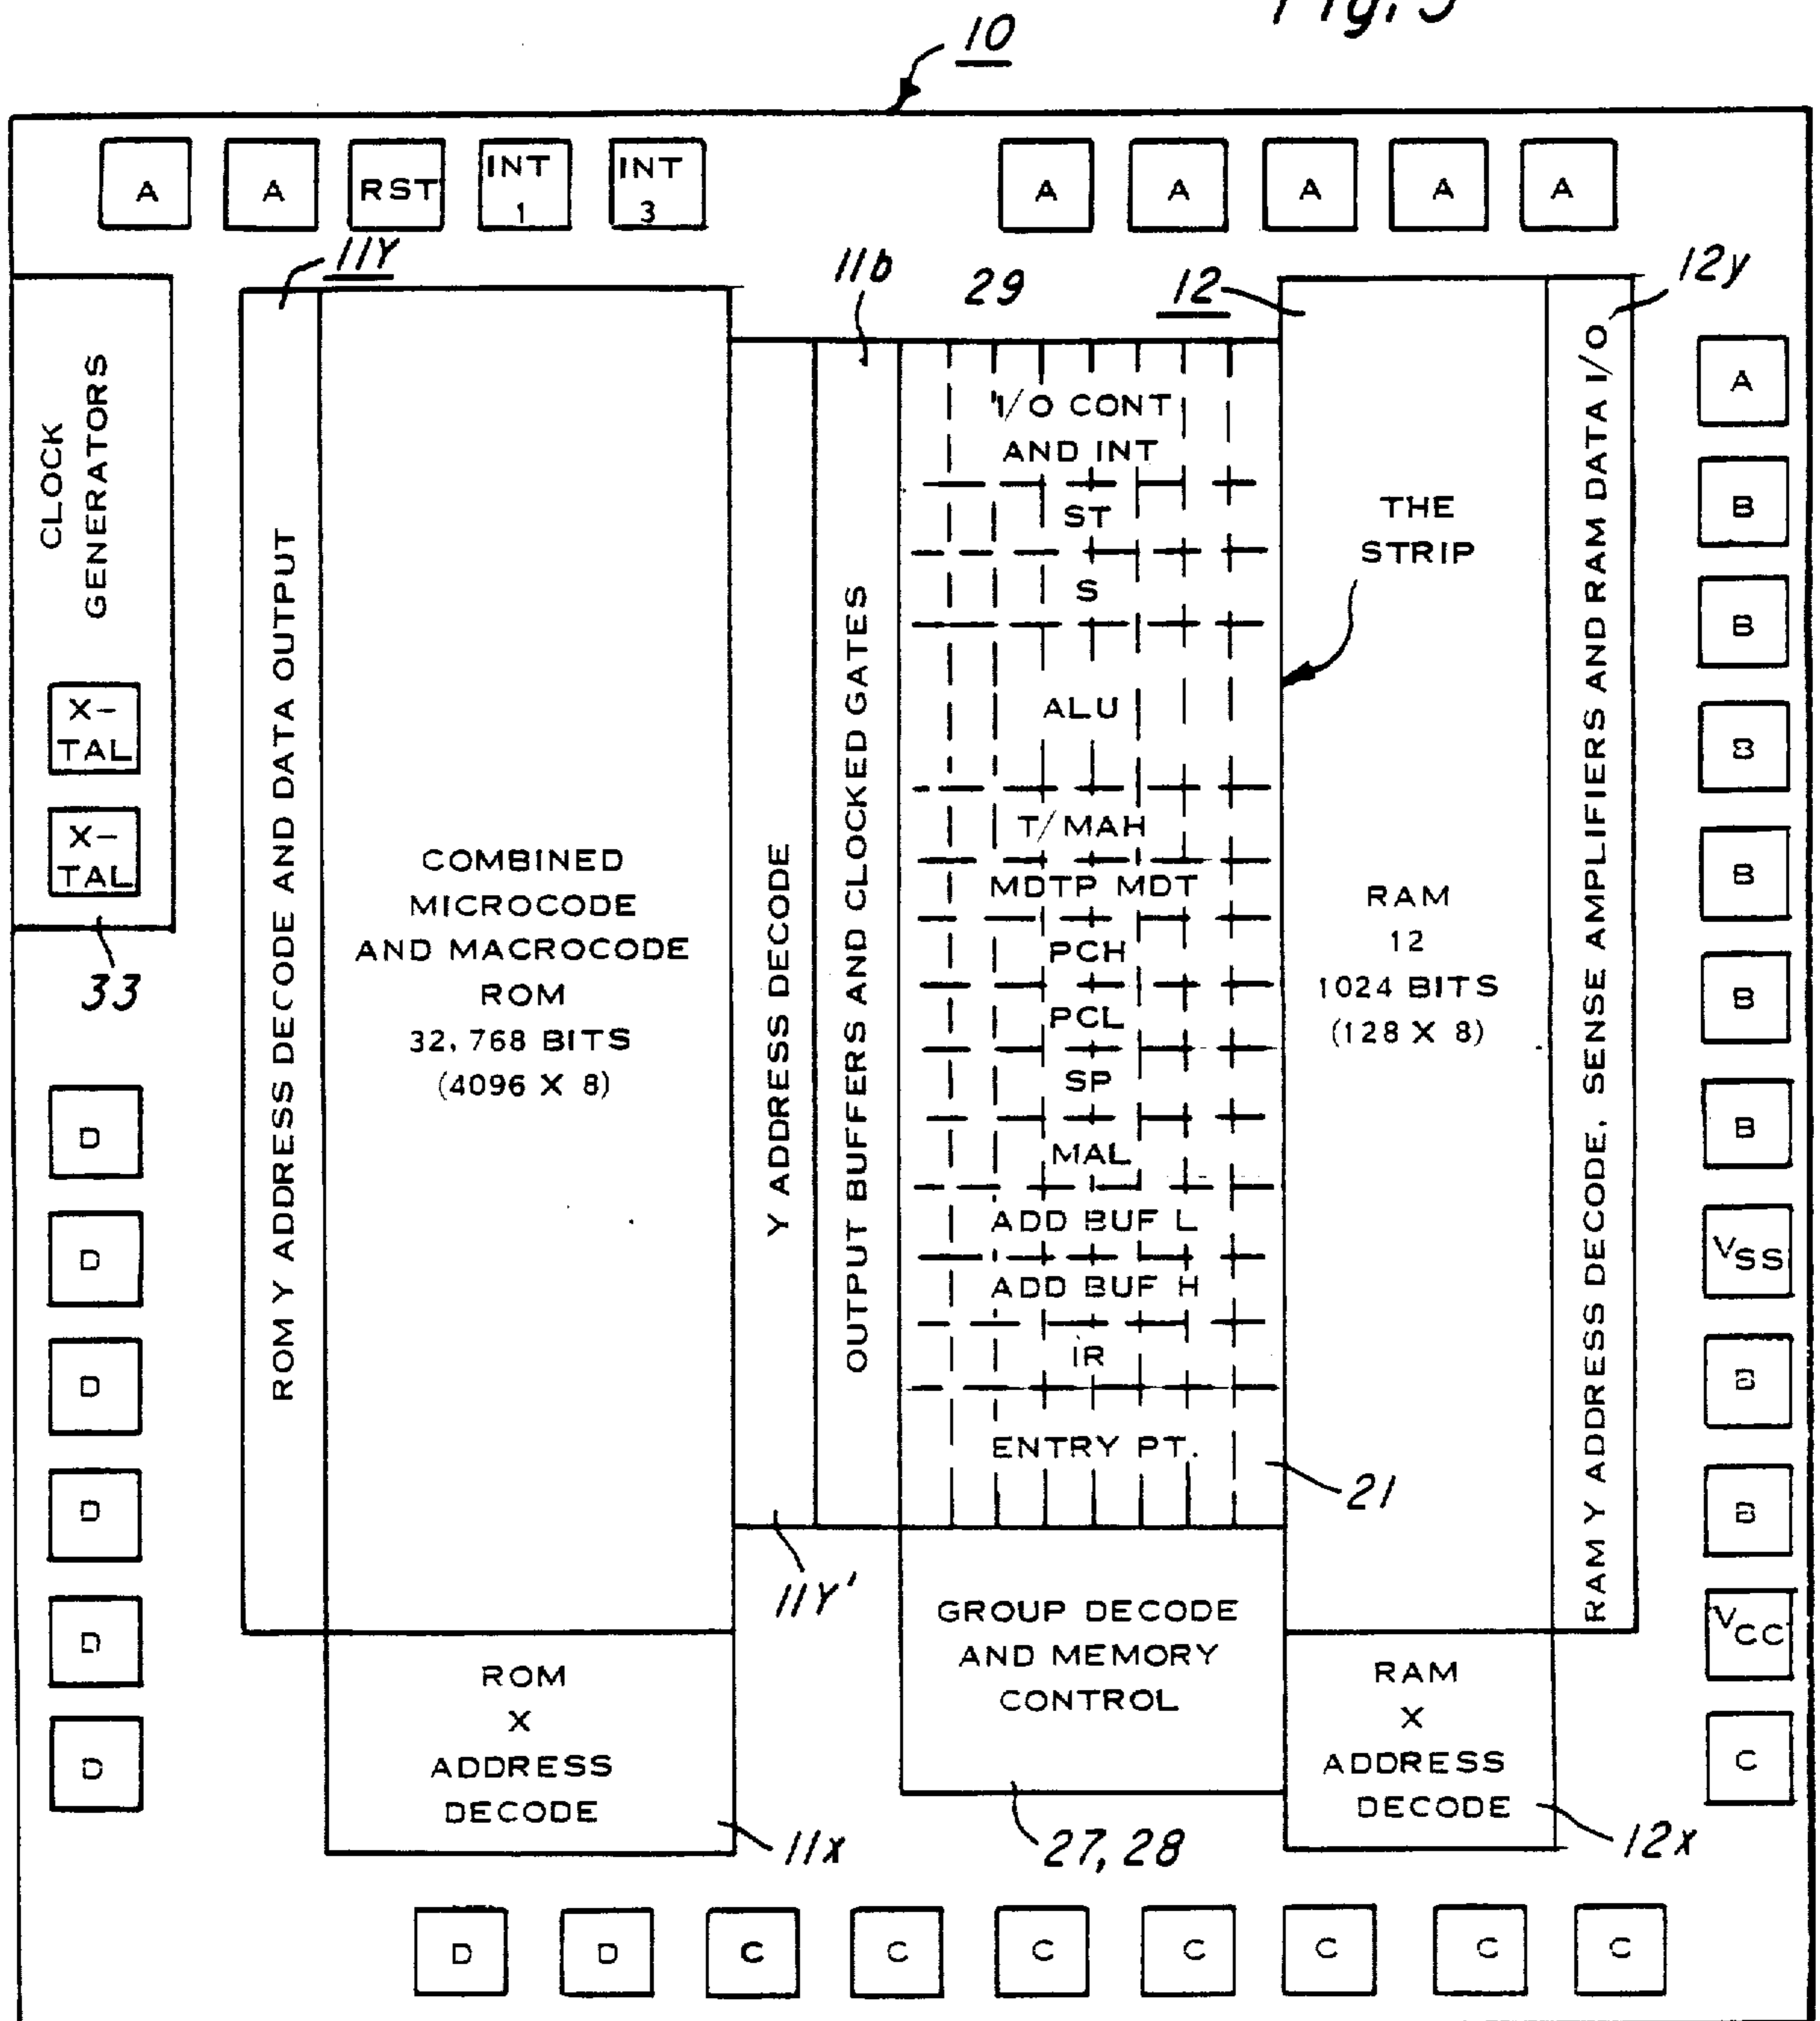 Fig. 3
10
A A RST INT 1 INT 3 A A A A A
11Y
11b
29
12
12y
CLOCK
GENERATORS
X-
TAL
X-
TAL
33
ROM Y ADDRESS DECODE AND DATA OUTPUT
COMBINED
MICROCODE
AND MACROCODE
ROM
32,768 BITS
(4096 X 8)
Y ADDRESS DECODE
OUTPUT BUFFERS AND CLOCKED GATES
I/O CONT
AND INT
ST
S
ALU
T/MAH
MDTP MDT
PCH
PCL
SP
MAL
ADD BUF L
ADD BUF H
IR
ENTRY PT.
21
THE
STRIP
RAM
12
1024 BITS
(128 X 8)
RAM Y ADDRESS DECODE, SENSE AMPLIFIERS AND RAM DATA I/O
A
B
B
B
B
B
B
VSS
B
B
VCC
C
D
D
D
D
D
D
11Y'
ROM
X
ADDRESS
DECODE
11x
GROUP DECODE
AND MEMORY
CONTROL
27, 28
RAM
X
ADDRESS
DECODE
12x
D D C C C C C C C